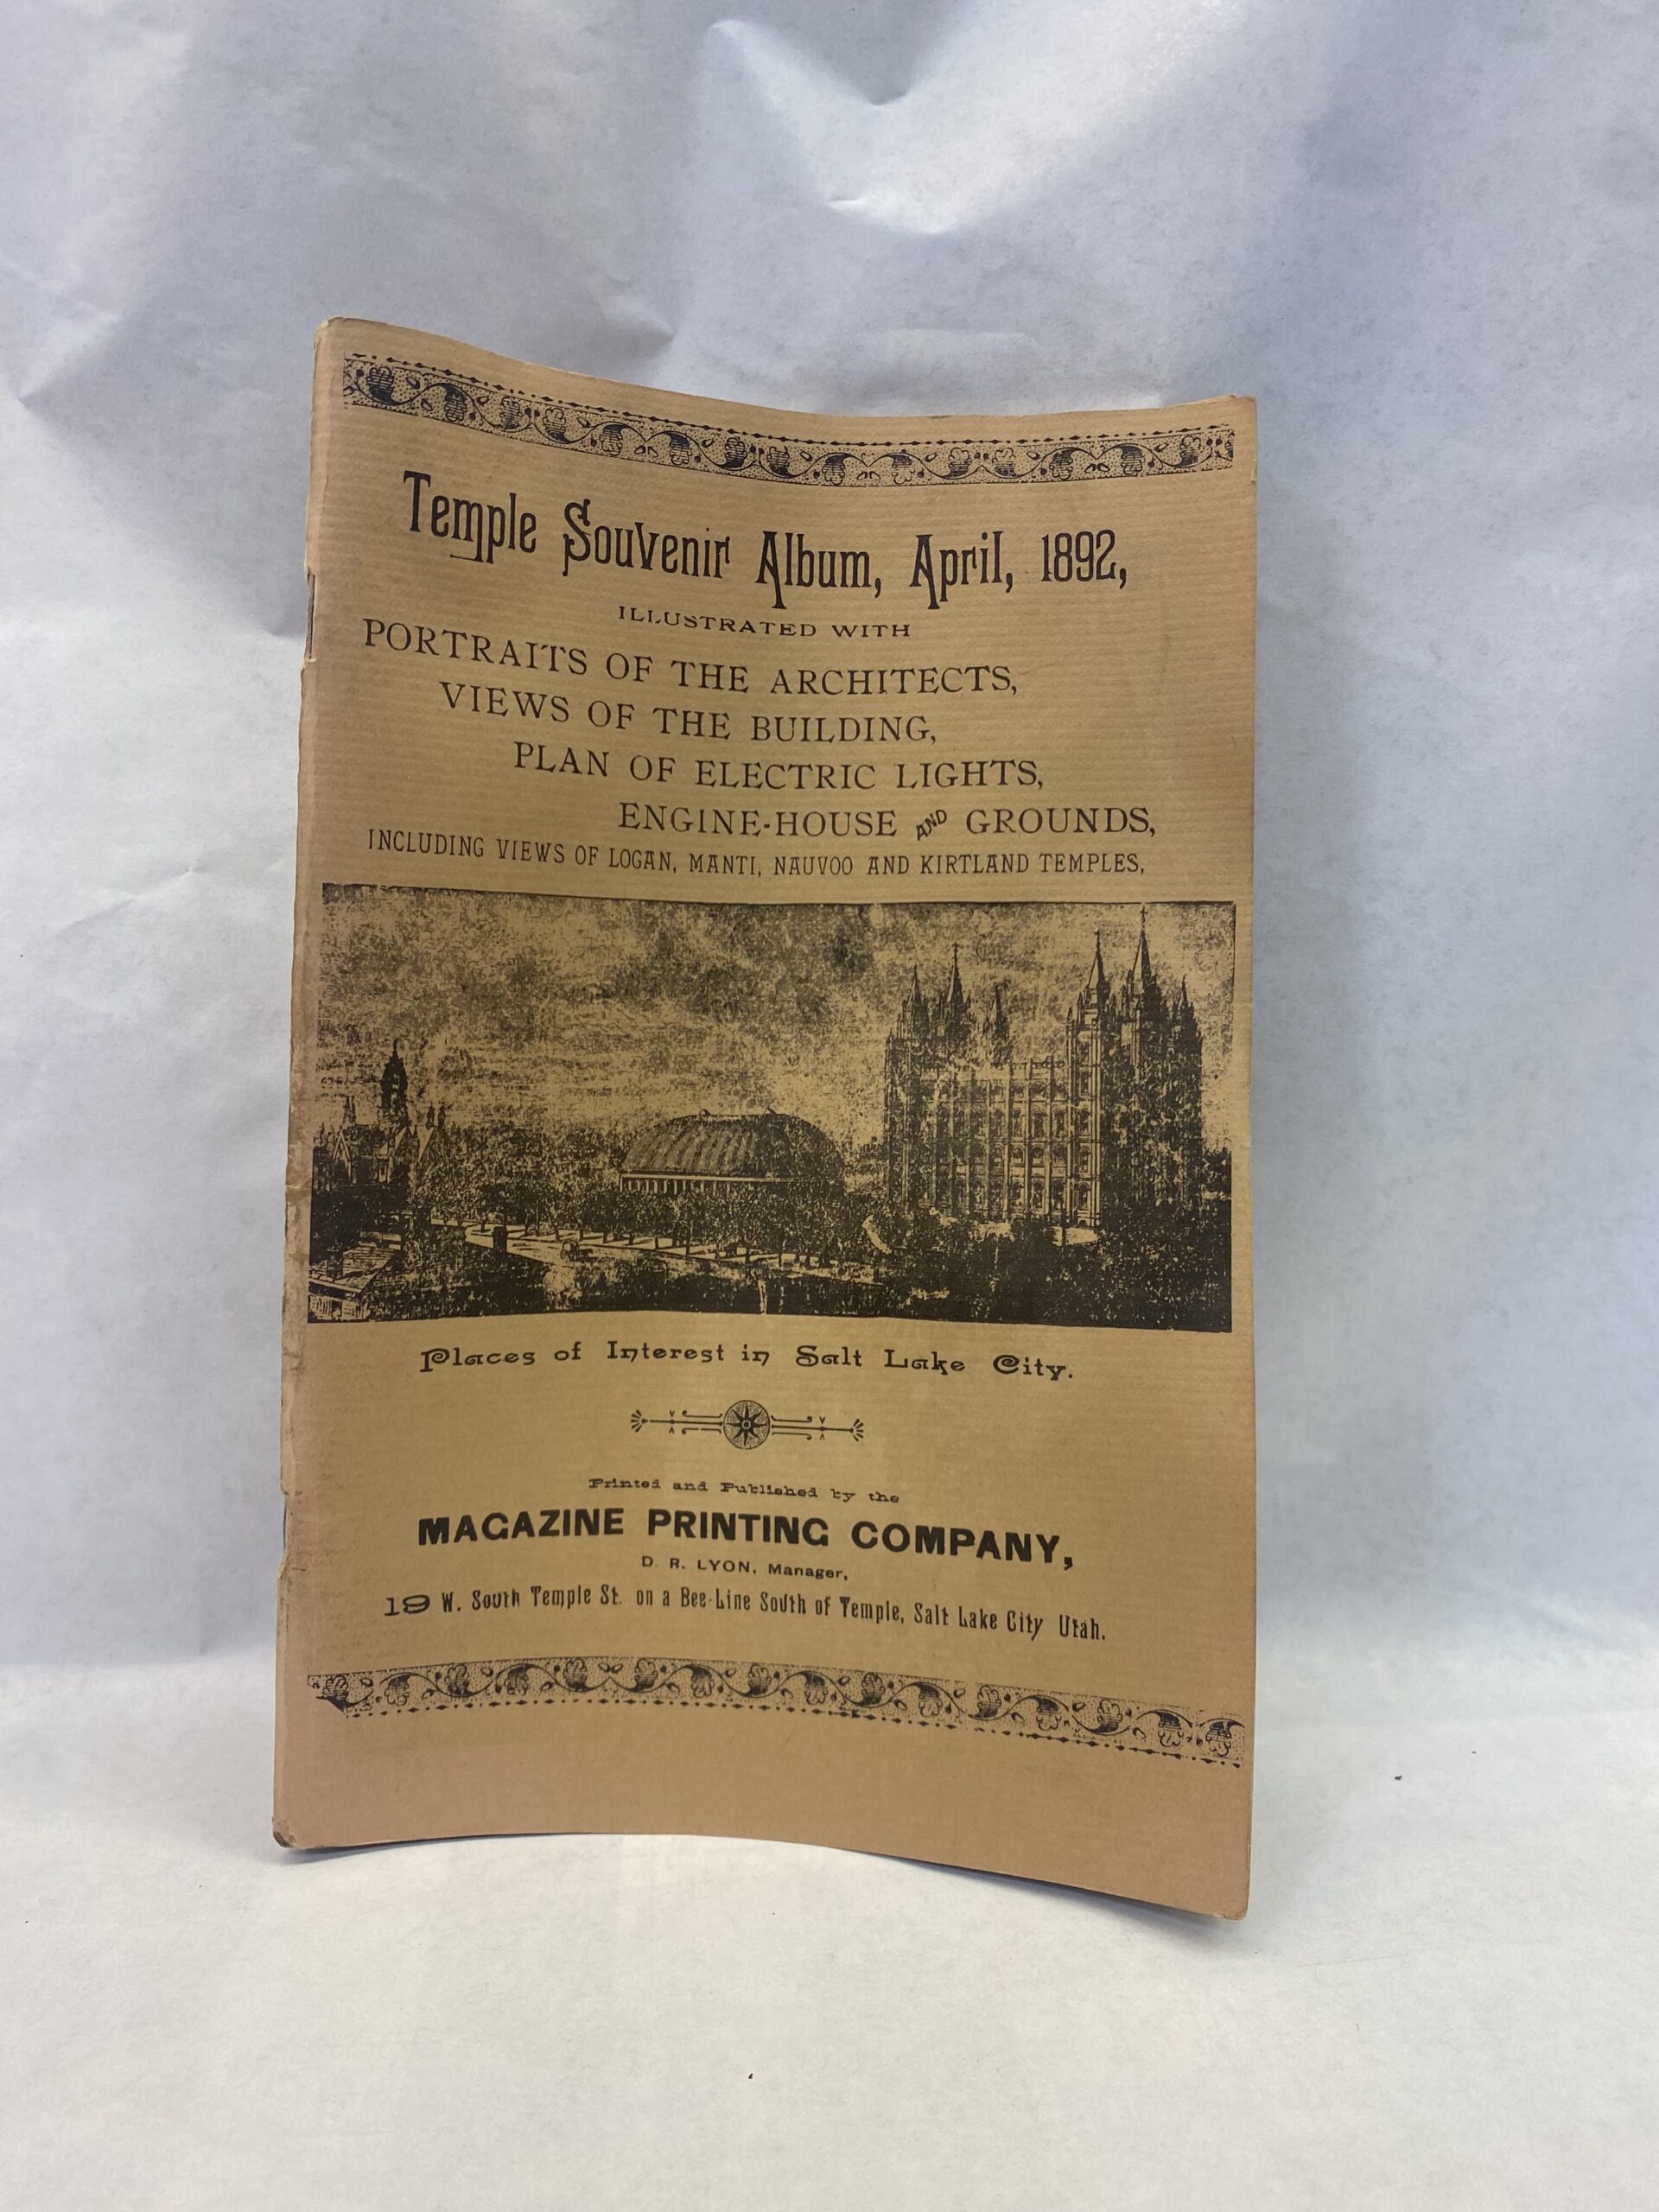 Temple Souvenir Album, April, 1892,
ILLUSTRATED WITH
PORTRAITS OF THE ARCHITECTS,
VIEWS OF THE BUILDING,
PLAN OF ELECTRIC LIGHTS,
ENGINE-HOUSE AND GROUNDS,
INCLUDING VIEWS OF LOGAN, MANTI, NAUVOO AND KIRTLAND TEMPLES,
Places of Interest in Salt Lake City.
Printed and Published by the
MAGAZINE PRINTING COMPANY,
D. R. LYON, Manager,
19 W. South Temple St. on a Bee-Line South of Temple, Salt Lake City Utah.